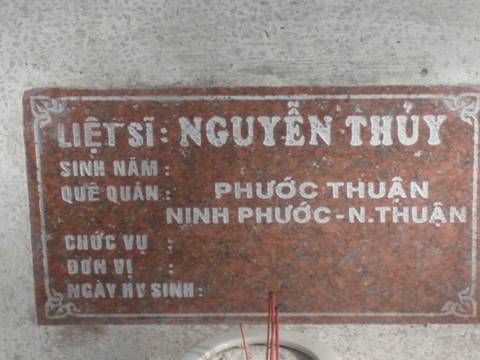 LIỆT SĨ: NGUYỄN THỦY
SINH NĂM :
QUÊ QUÁN : PHƯỚC THUẬN
NINH PHƯỚC-N.THUẬN
CHỨC VỤ :
ĐƠN VỊ :
NGÀY HY SINH :